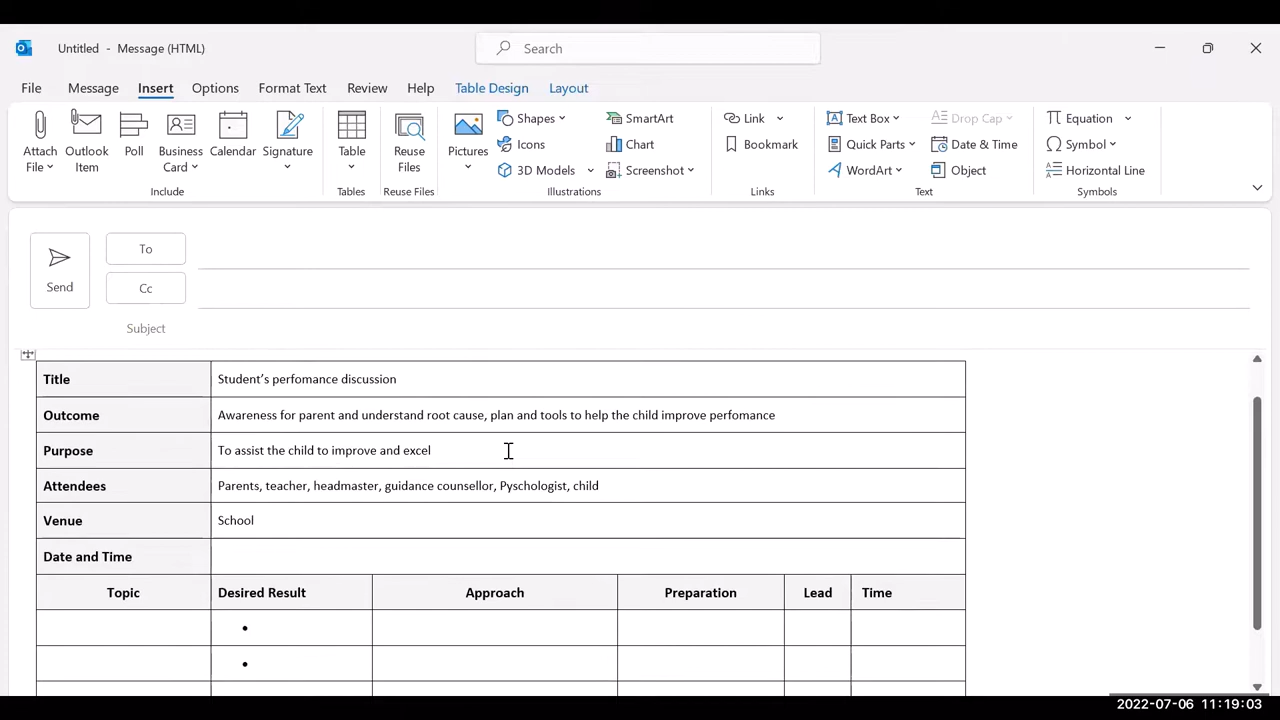 Untitled - Message (HTML)
Search
File Message Insert Options Format Text Review Help Table Design Layout
Attach File
Outlook Item
Poll
Business Card
Calendar
Signature
Include
Table
Tables
Reuse Files
Reuse Files
Pictures
Shapes
Icons
3D Models
SmartArt
Chart
Screenshot
Illustrations
Link
Bookmark
Links
Text Box
Quick Parts
WordArt
Drop Cap
Date & Time
Object
Text
Equation
Symbol
Horizontal Line
Symbols
Send
To
Cc
Subject
Title Student's perfomance discussion
Outcome Awareness for parent and understand root cause, plan and tools to help the child improve perfomance
Purpose To assist the child to improve and excel
Attendees Parents, teacher, headmaster, guidance counsellor, Pyschologist, child
Venue School
Date and Time
Topic Desired Result Approach Preparation Lead Time
2022-07-06 11:19:03